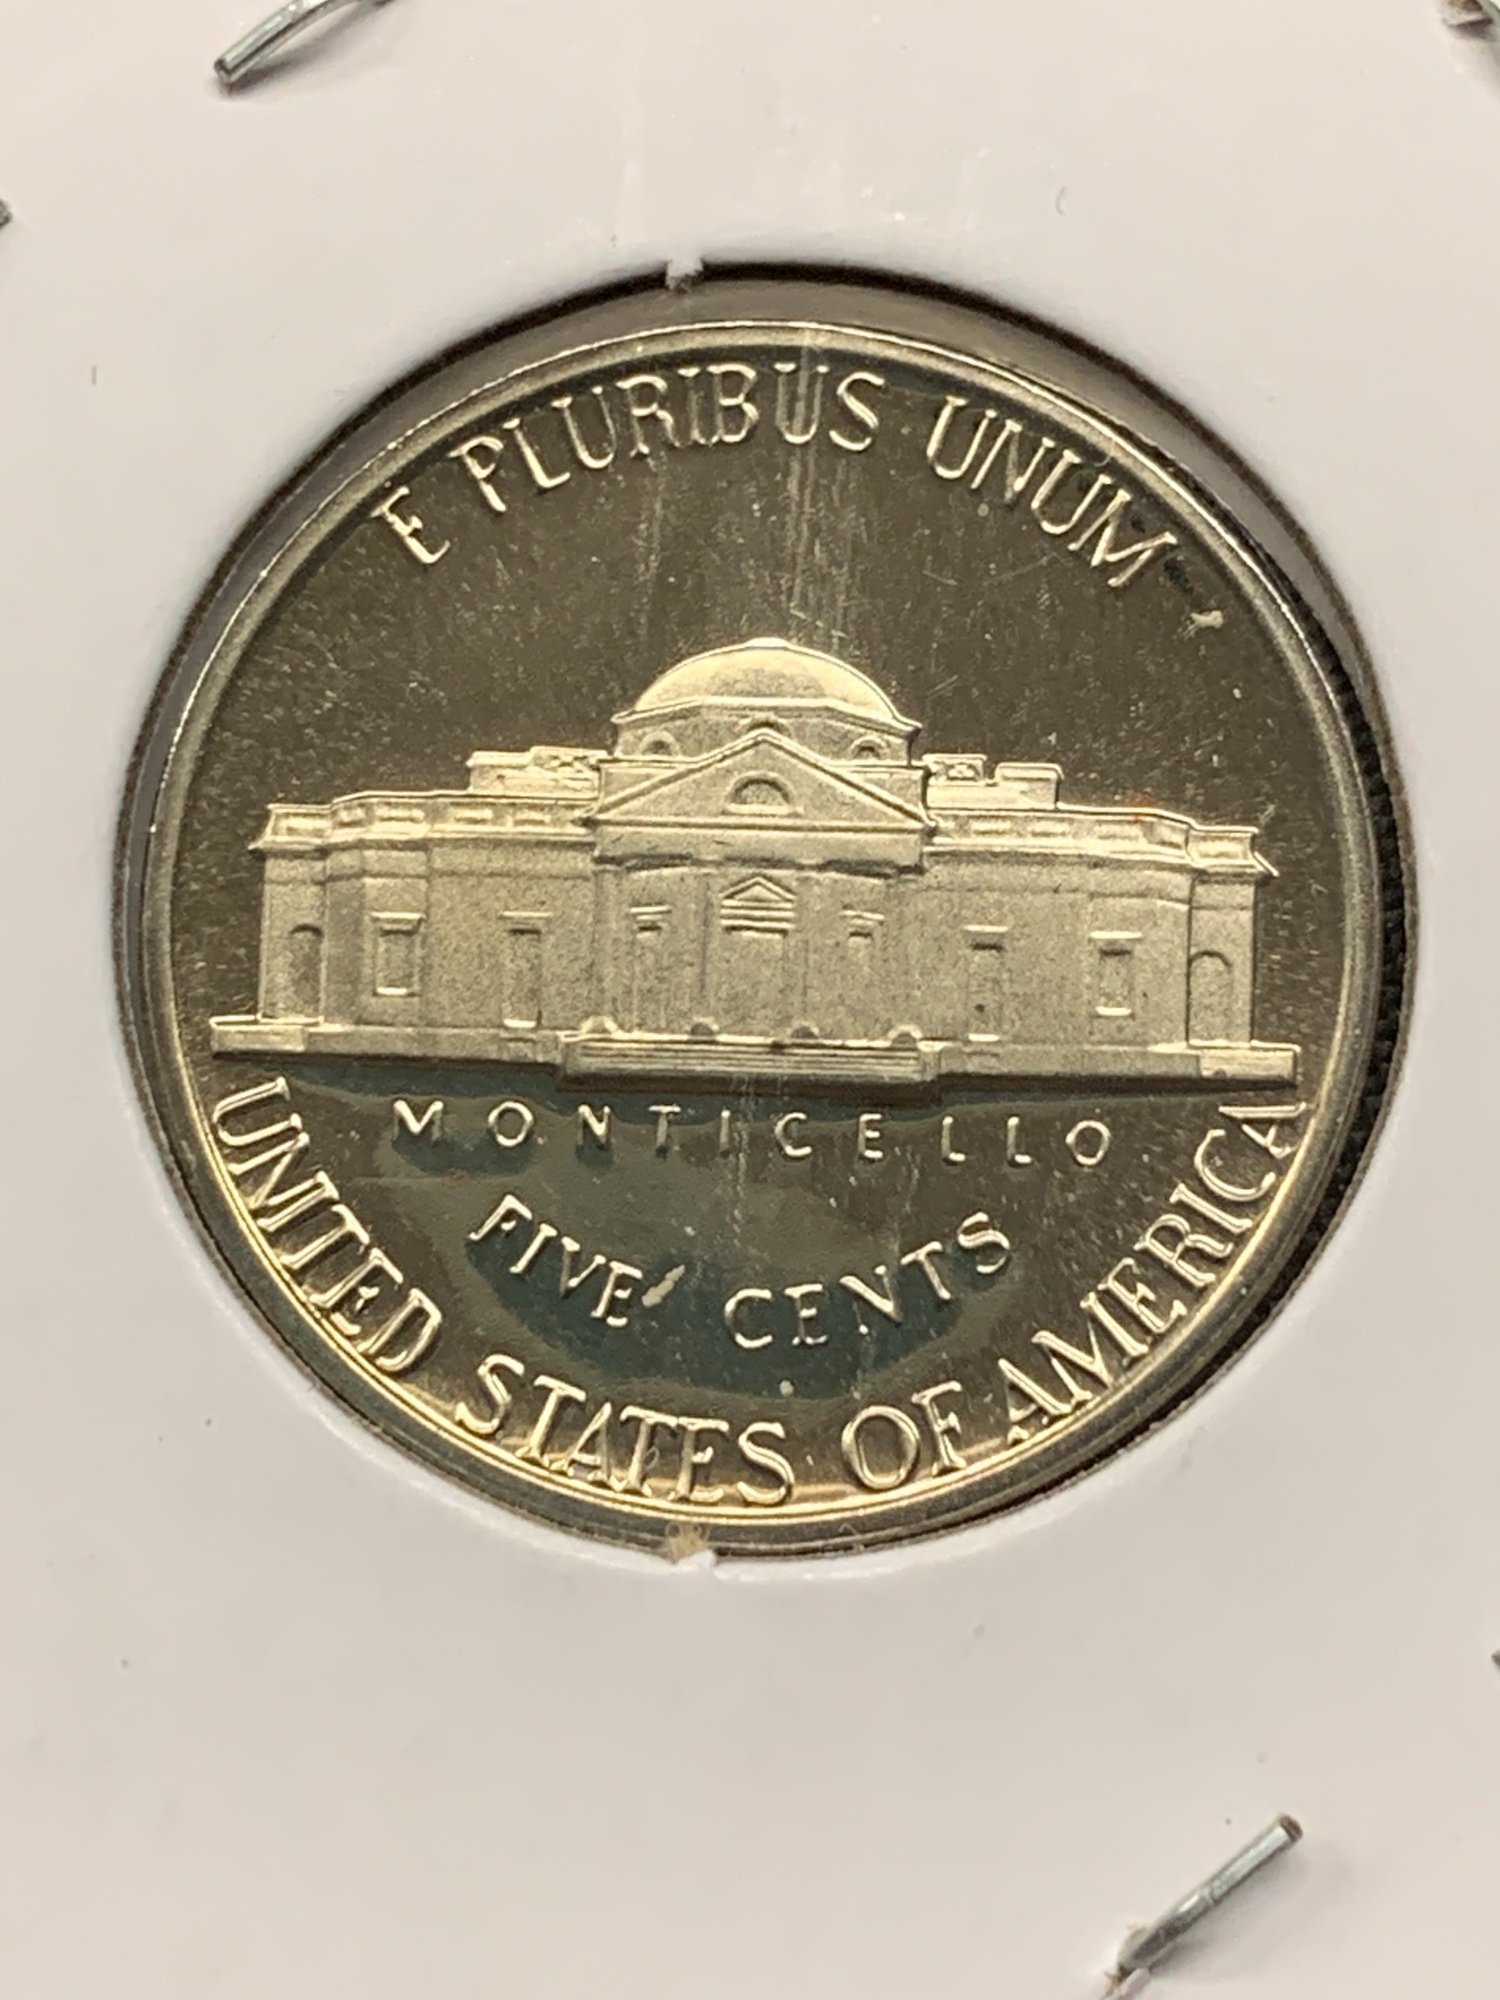 E PLURIBUS UNUM
MONTICELLO
FIVE CENTS
UNITED STATES OF AMERICA